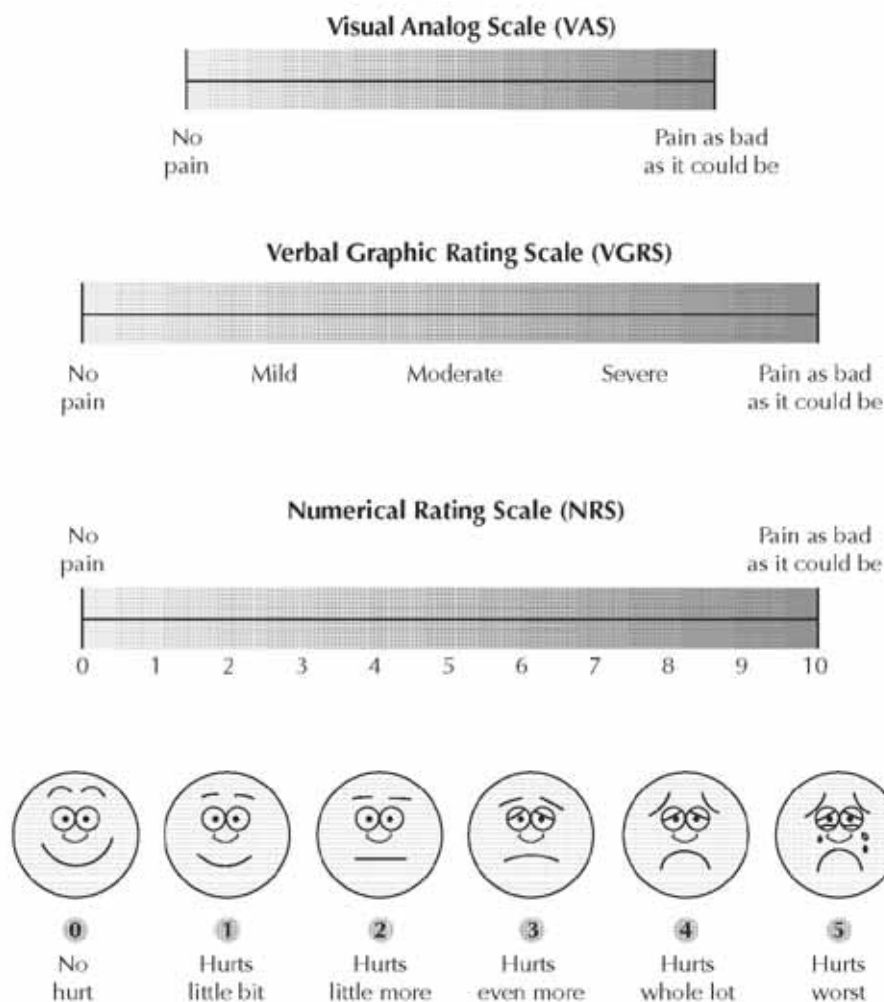 Visual Analog Scale (VAS)
No
pain
Pain as bad
as it could be
Verbal Graphic Rating Scale (VGRS)
No
pain
Mild
Moderate
Severe
Pain as bad
as it could be
Numerical Rating Scale (NRS)
No
pain
Pain as bad
as it could be
0 1 2 3 4 5 6 7 8 9 10
0 1 2 3 4 5
No
hurt
Hurts
little bit
Hurts
little more
Hurts
even more
Hurts
whole lot
Hurts
worst